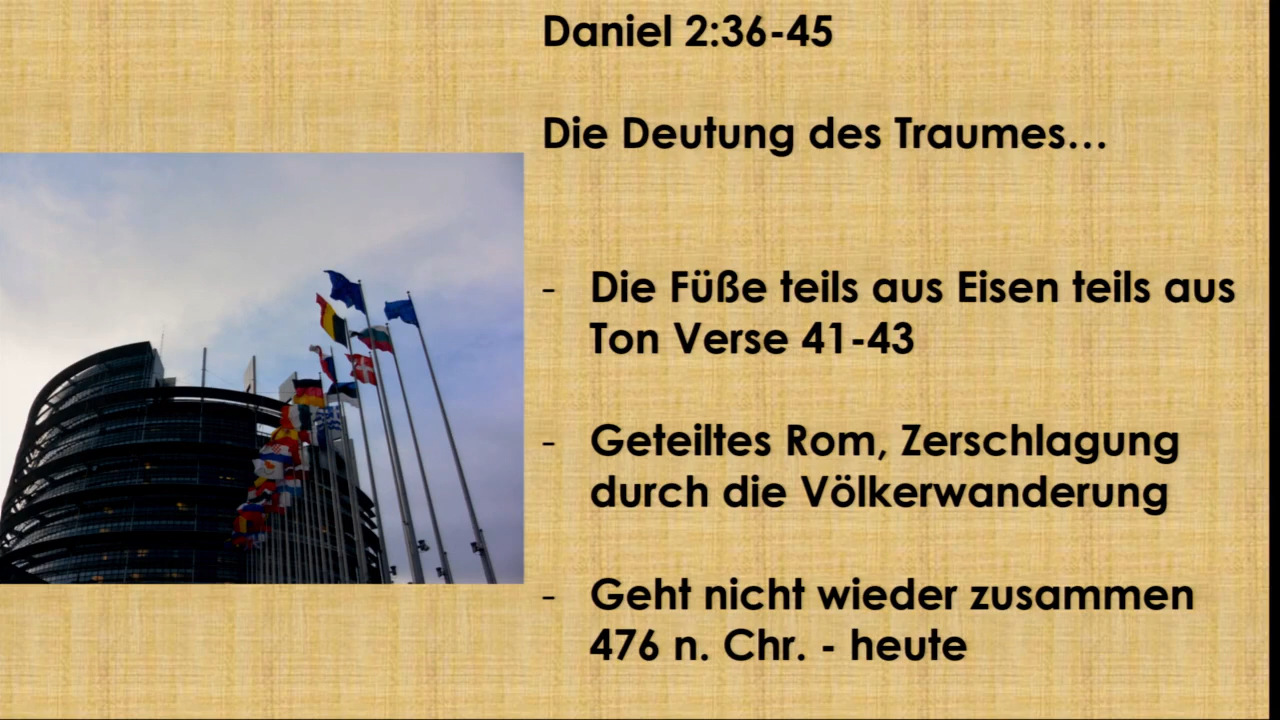 Daniel 2:36-45
Die Deutung des Traumes...
- Die Füße teils aus Eisen teils aus
Ton Verse 41-43
- Geteiltes Rom, Zerschlagung
durch die Völkerwanderung
- Geht nicht wieder zusammen
476 n. Chr. - heute